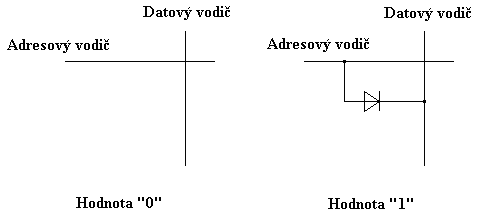 Datový vodič
Adresový vodič
Hodnota "0"
Datový vodič
Adresový vodič
Hodnota "1"